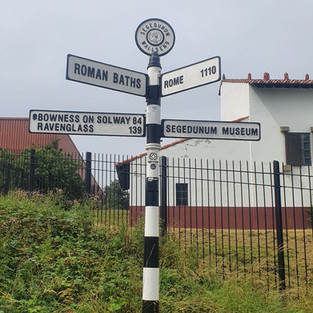 SEGEDUNUM
WALLSEND
ROMAN BATHS
ROME 1110
BOWNESS ON SOLWAY 84
RAVENGLASS 139
SEGEDUNUM MUSEUM